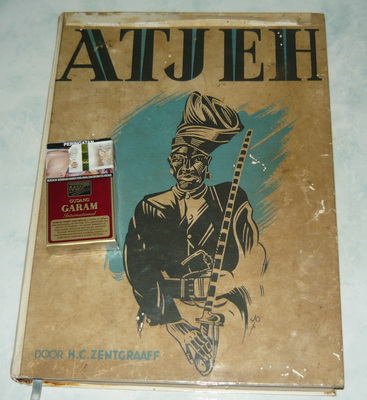 ATJEH
PERINGATAN
GUDANG
GARAM
International
DOOR H.C. ZENTGRAAFF